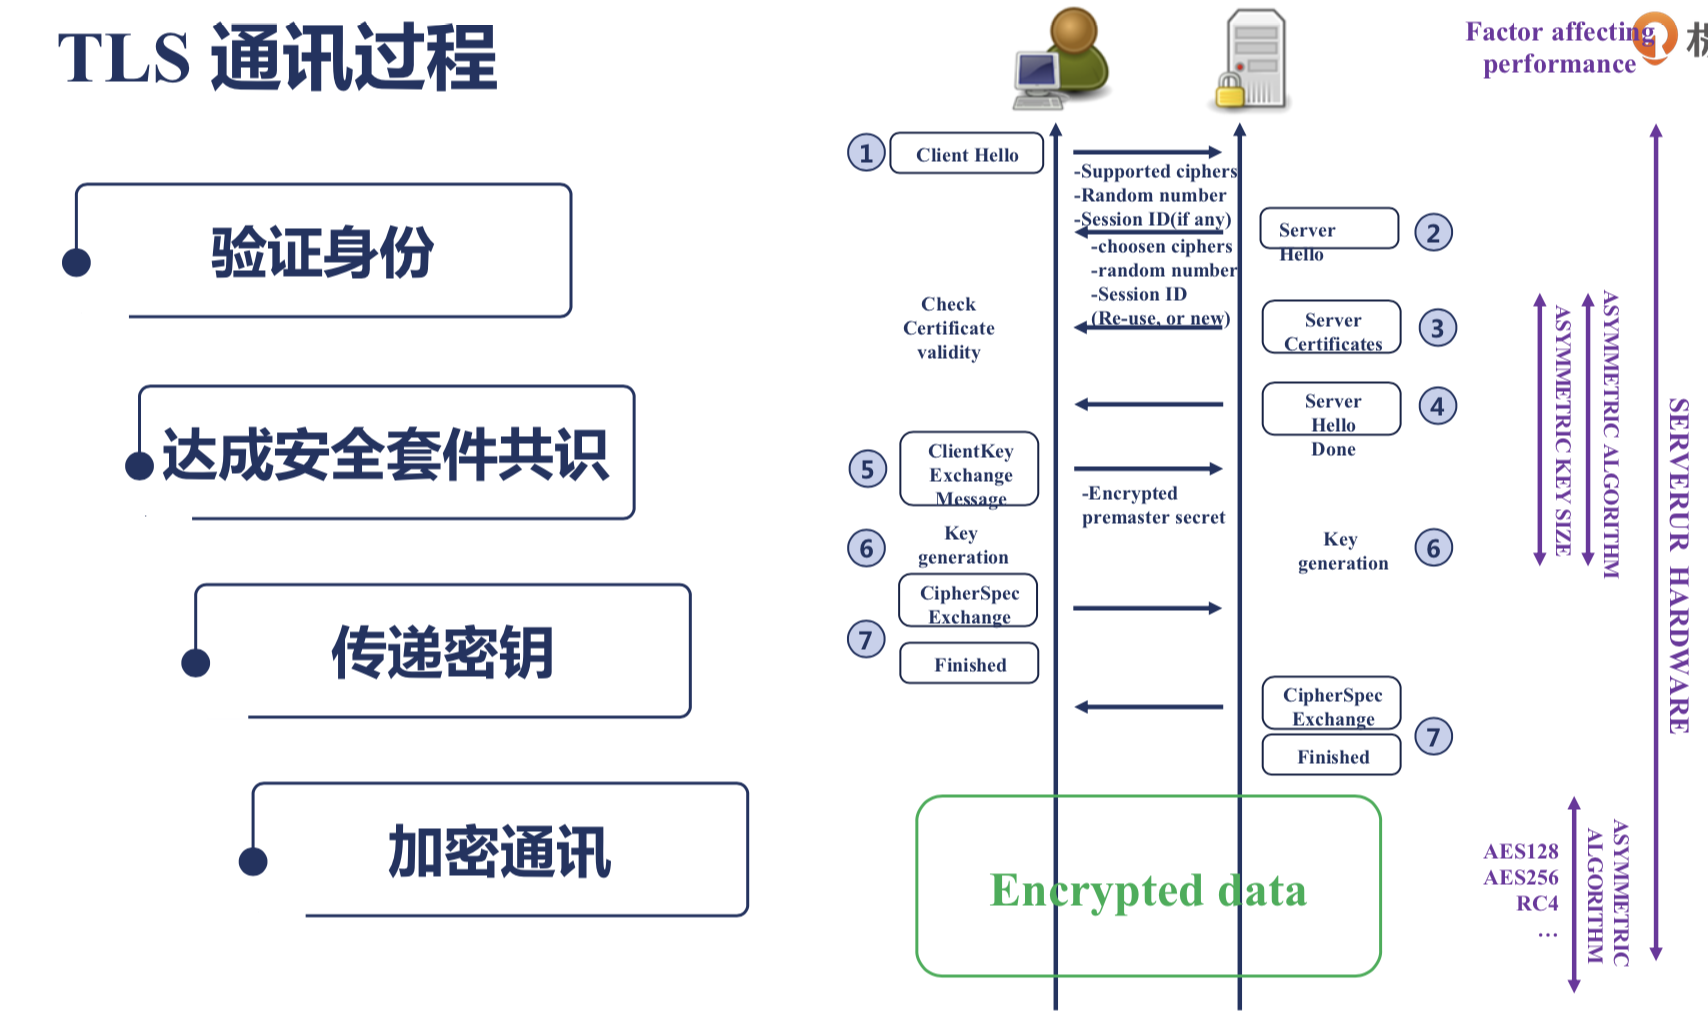 TLS 通讯过程
验证身份
达成安全套件共识
传递密钥
加密通讯
Factor affecting
performance
1
Client Hello
-Supported ciphers
-Random number
-Session ID(if any)
Server
Hello
2
-choosen ciphers
-random number
-Session ID
(Re-use, or new)
Check
Certificate
validity
Server
Certificates
3
Server
Hello
Done
4
5
ClientKey
Exchange
Message
-Encrypted
premaster secret
6
Key
generation
Key
generation
6
7
CipherSpec
Exchange
Finished
CipherSpec
Exchange
Finished
7
Encrypted data
ASYMMETRIC KEY SIZE
ASYMMETRIC ALGORITHM
SERVERUR HARDWARE
AES128
AES256
RC4
…
ASYMMETRIC
ALGORITHM